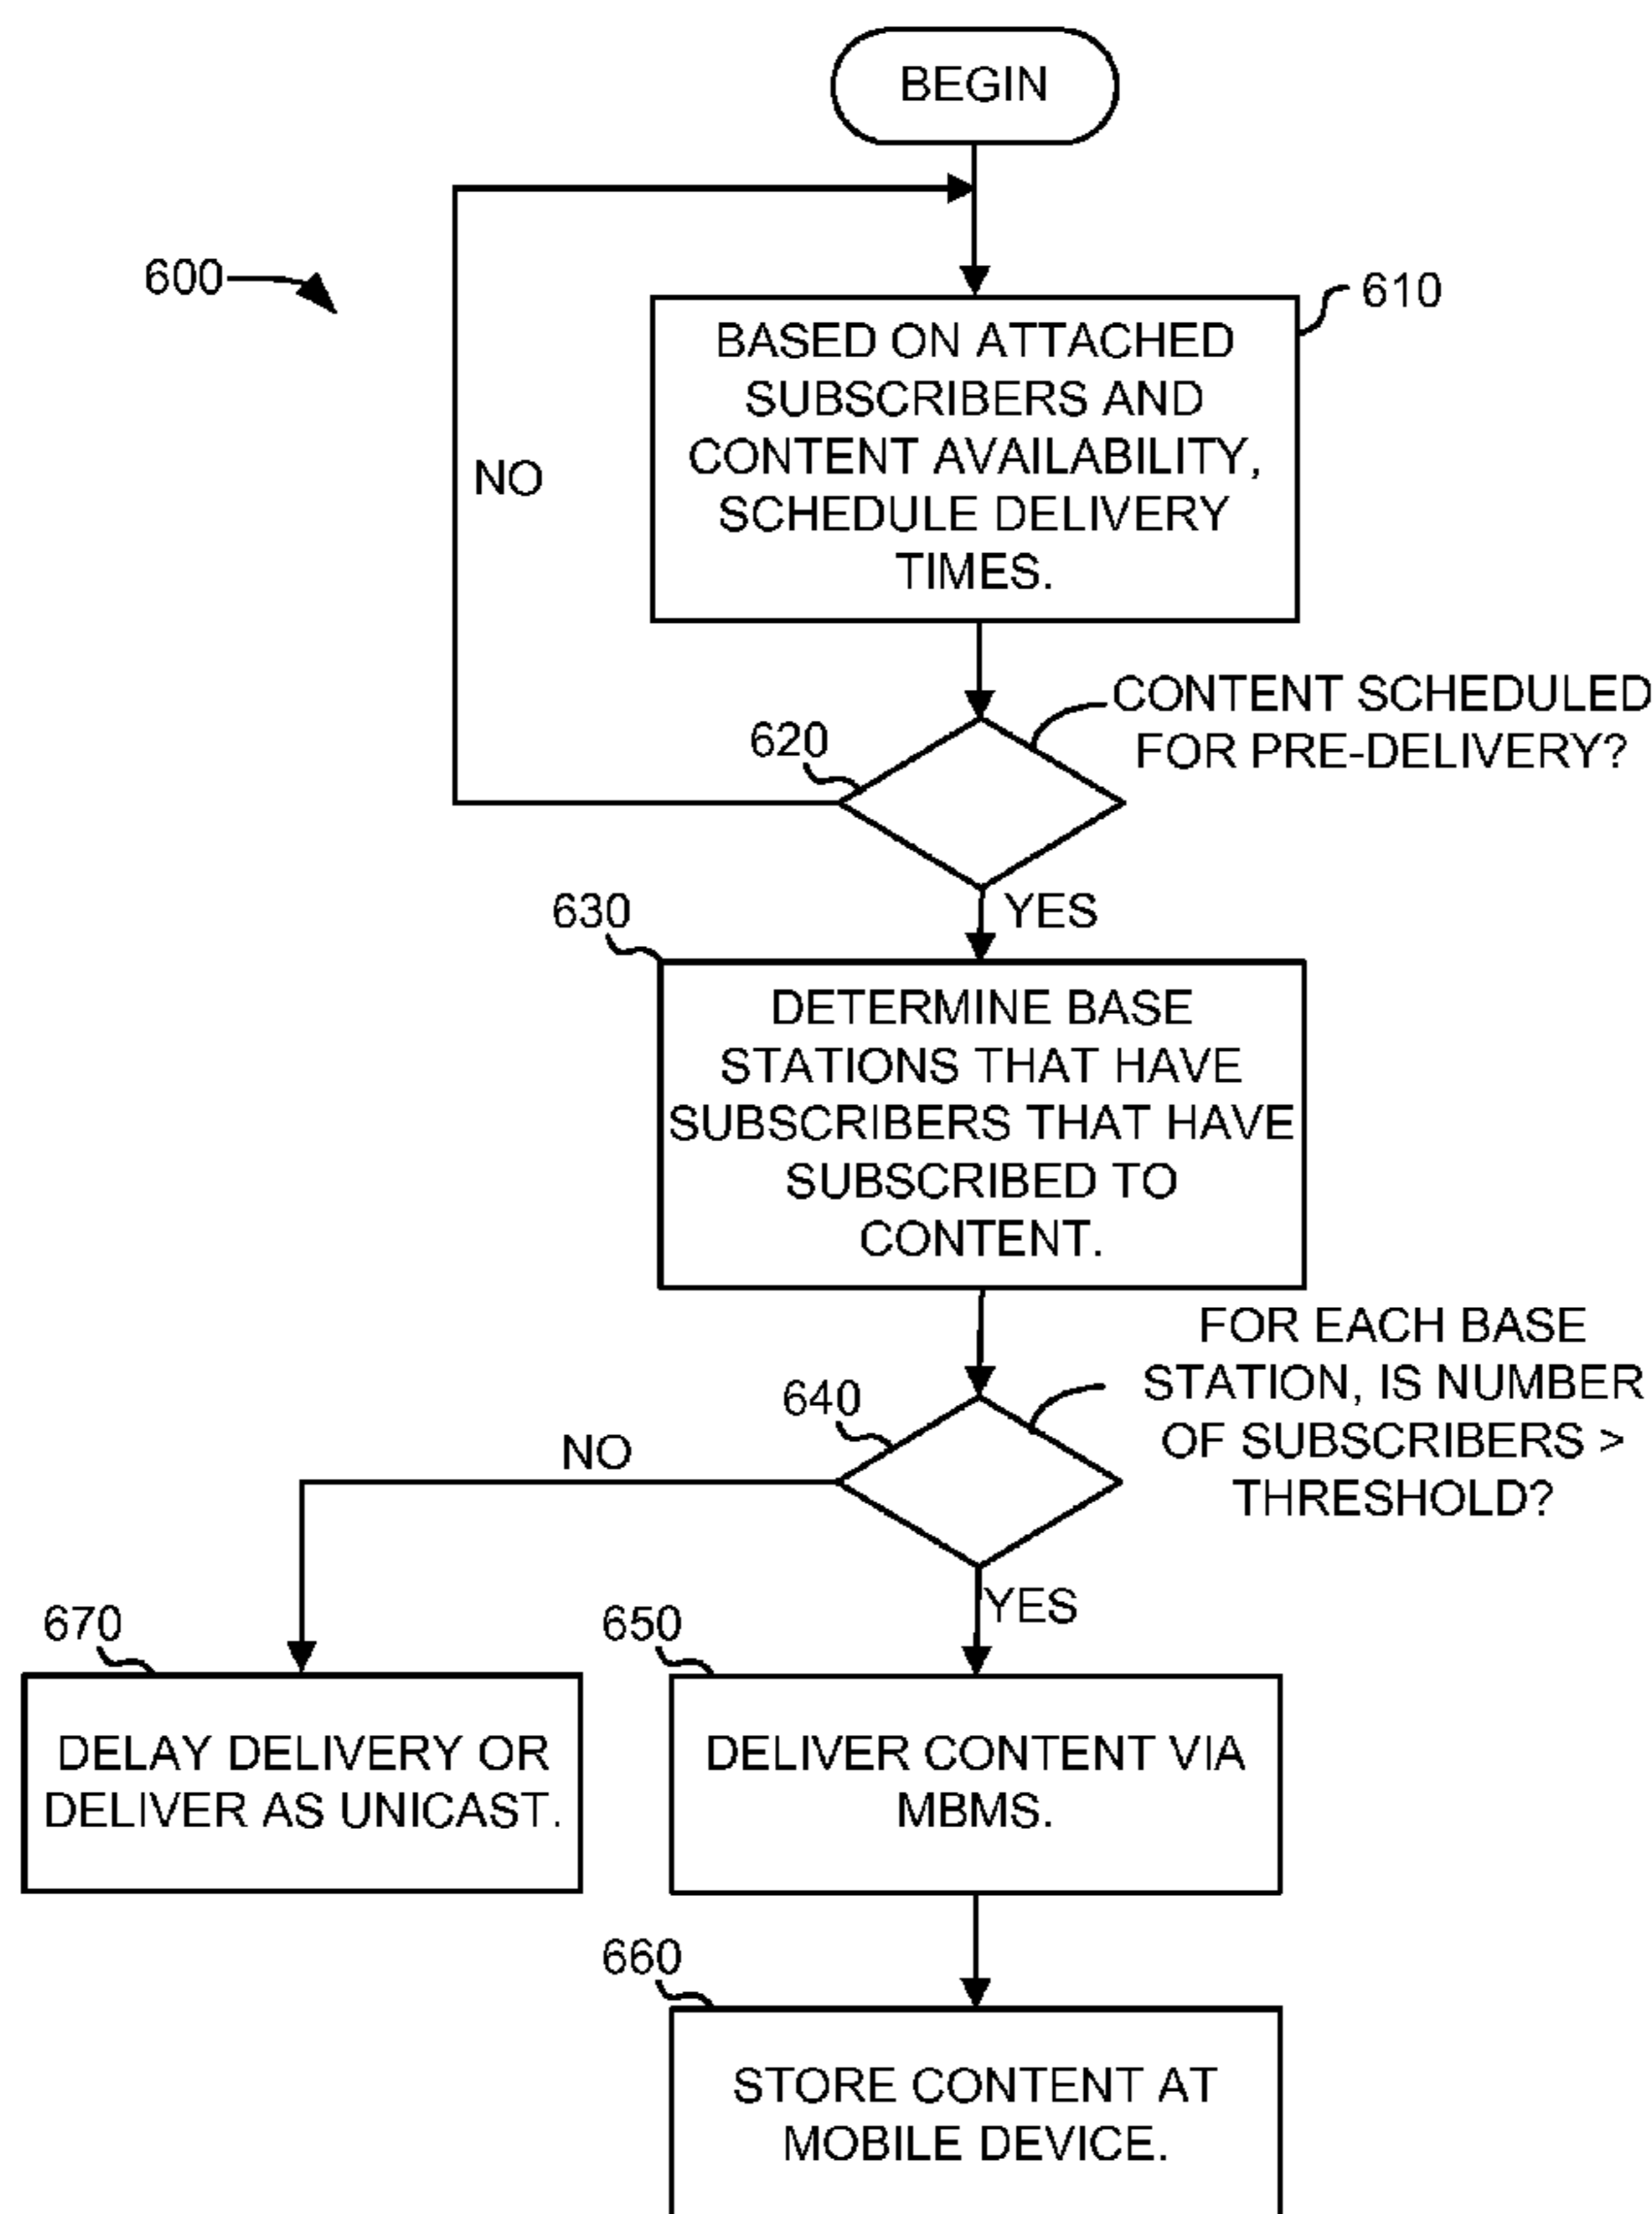 BEGIN
600
610
BASED ON ATTACHED
SUBSCRIBERS AND
CONTENT AVAILABILITY,
SCHEDULE DELIVERY
TIMES.
NO
CONTENT SCHEDULED
FOR PRE-DELIVERY?
620
YES
630
DETERMINE BASE
STATIONS THAT HAVE
SUBSCRIBERS THAT HAVE
SUBSCRIBED TO
CONTENT.
FOR EACH BASE
STATION, IS NUMBER
OF SUBSCRIBERS >
THRESHOLD?
640
NO
YES
670
DELAY DELIVERY OR
DELIVER AS UNICAST.
650
DELIVER CONTENT VIA
MBMS.
660
STORE CONTENT AT
MOBILE DEVICE.